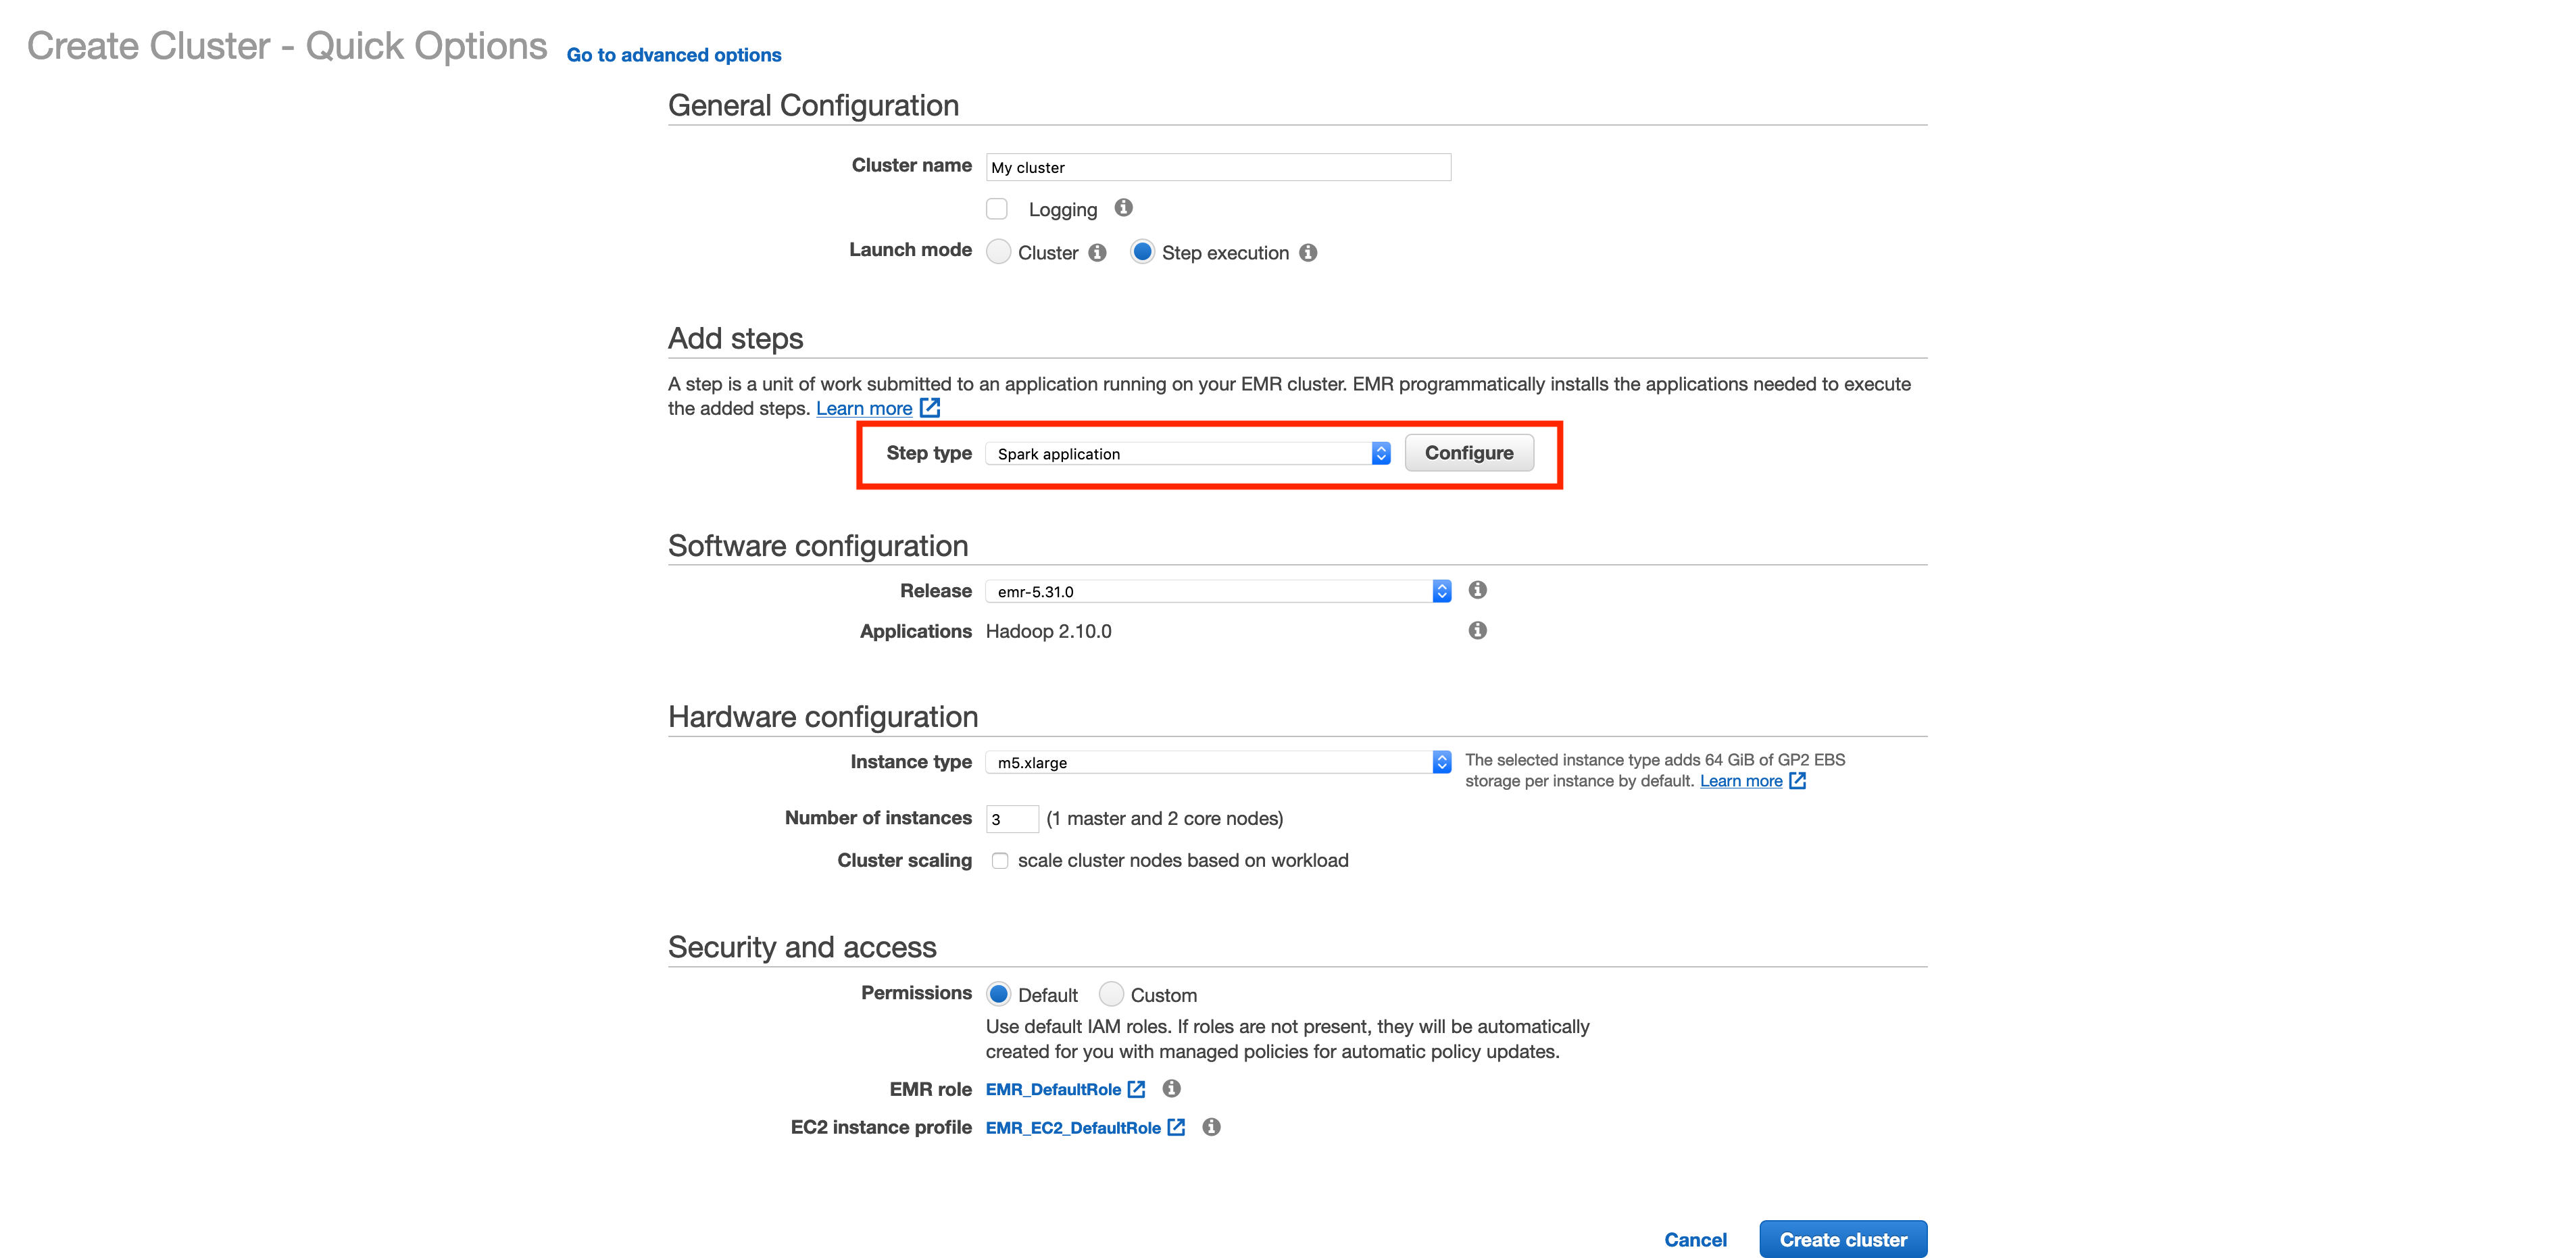 Create Cluster - Quick Options Go to advanced options
General Configuration
Cluster name My cluster
Logging
Launch mode Cluster Step execution
Add steps
A step is a unit of work submitted to an application running on your EMR cluster. EMR programmatically installs the applications needed to execute
the added steps. Learn more
Step type Spark application Configure
Software configuration
Release emr-5.31.0
Applications Hadoop 2.10.0
Hardware configuration
Instance type m5.xlarge The selected instance type adds 64 GiB of GP2 EBS
storage per instance by default. Learn more
Number of instances 3 (1 master and 2 core nodes)
Cluster scaling scale cluster nodes based on workload
Security and access
Permissions Default Custom
Use default IAM roles. If roles are not present, they will be automatically
created for you with managed policies for automatic policy updates.
EMR role EMR_DefaultRole
EC2 instance profile EMR_EC2_DefaultRole
Cancel Create cluster